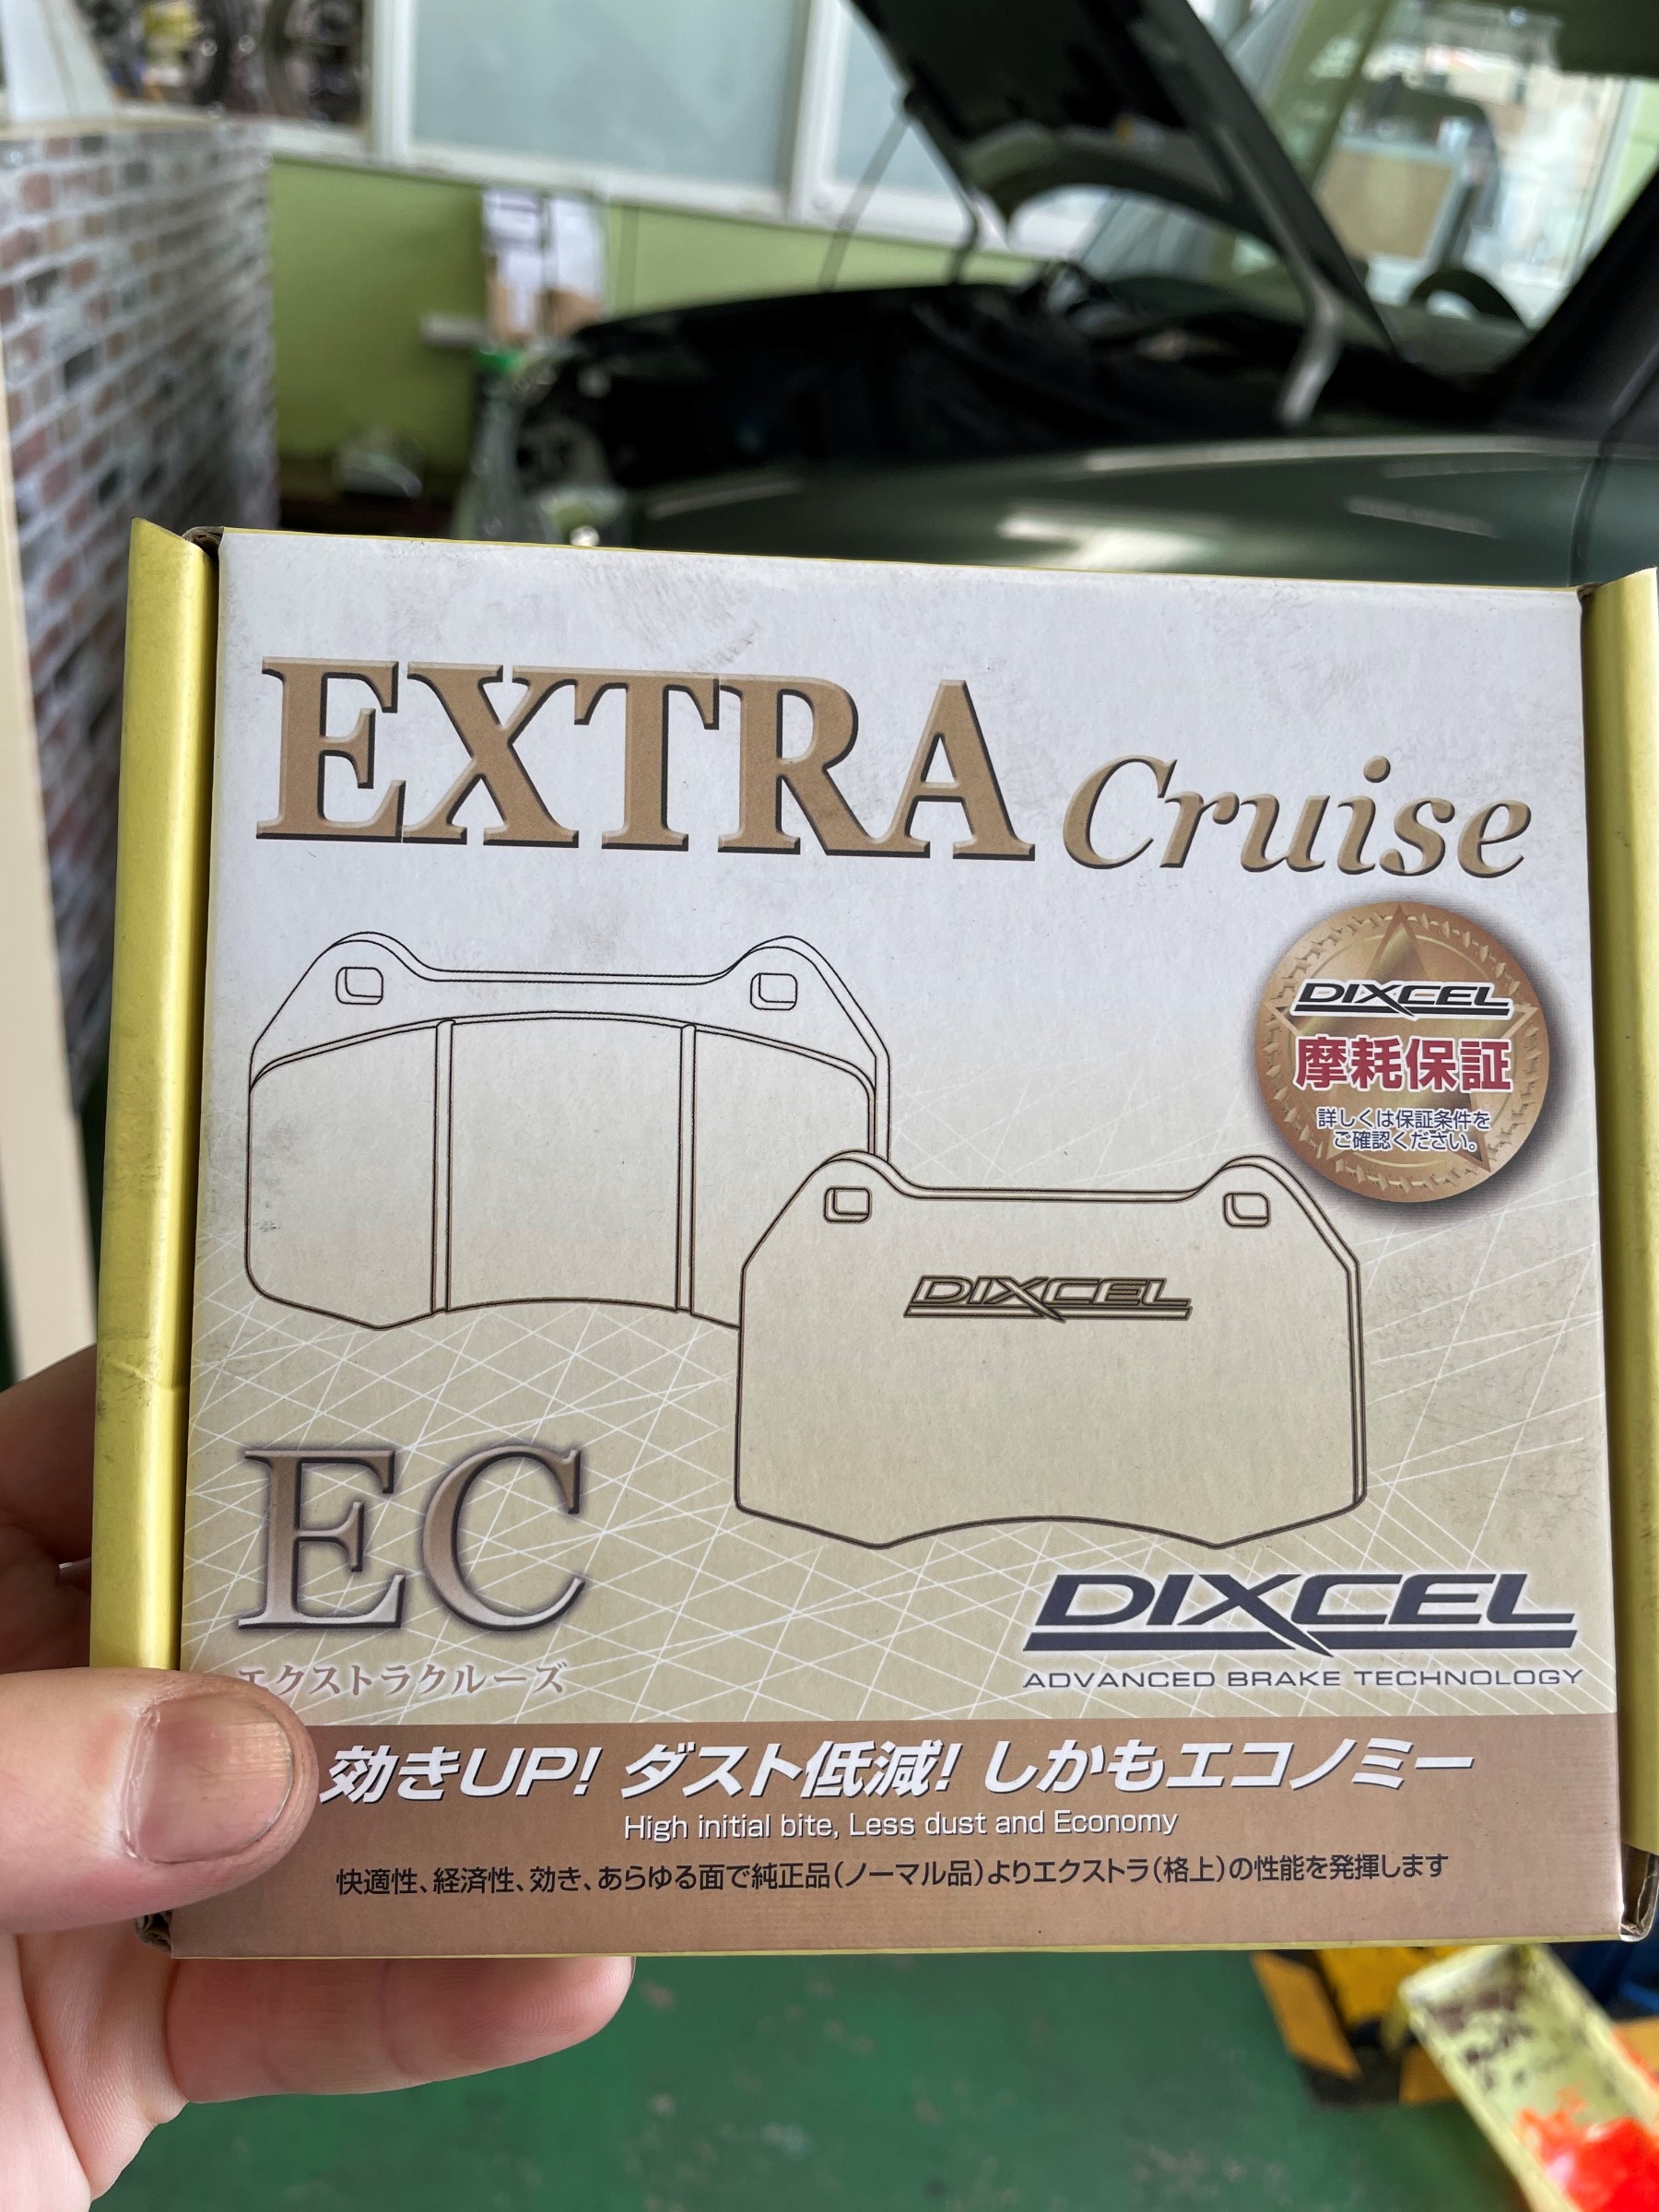 EXTRA Cruise
DIXCEL
摩耗保証
詳しくは保証条件を
ご確認ください。
DIXCEL
EC
エクストラクルーズ
DIXCEL
ADVANCED BRAKE TECHNOLOGY
効きUP! ダスト低減! しかもエコノミー
High initial bite, Less dust and Economy
快適性、経済性、効き、あらゆる面で純正品(ノーマル品)よりエクストラ(格上)の性能を発揮します